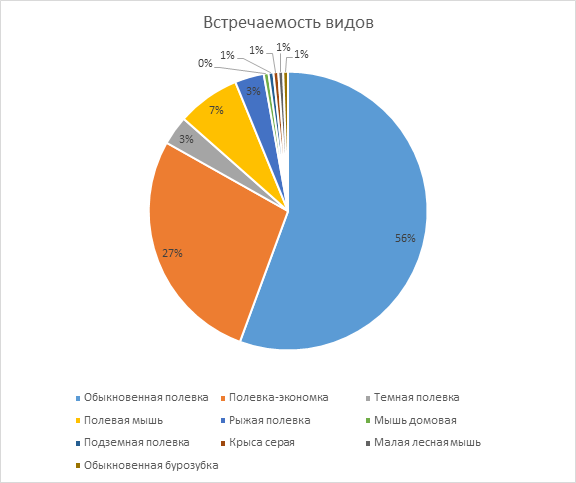 Встречаемость видов
0% 1% 1% 1% 1%
3%
7%
3%
56%
27%
Обыкновенная полевка Полевка-экономка Темная полевка
Полевая мышь Рыжая полевка Мышь домовая
Подземная полевка Крыса серая Малая лесная мышь
Обыкновенная бурозубка